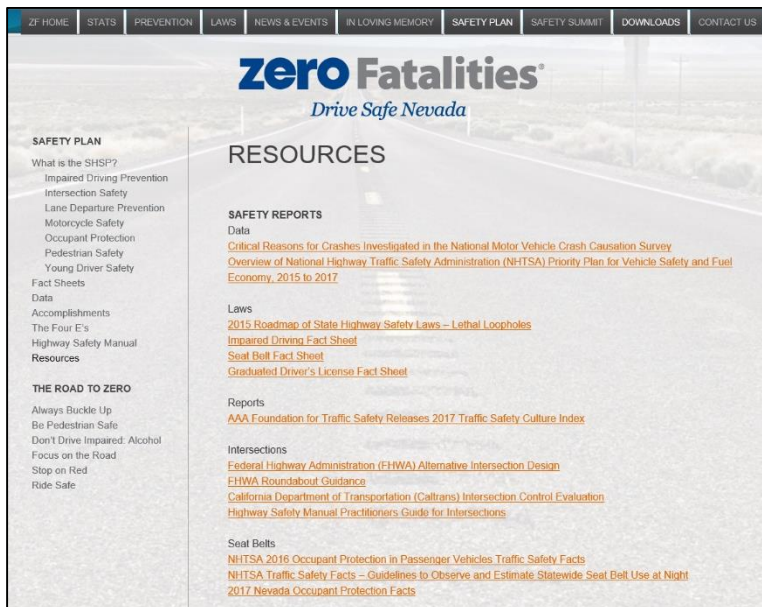 ZF HOME STATS PREVENTION LAWS NEWS & EVENTS IN LOVING MEMORY SAFETY PLAN SAFETY SUMMIT DOWNLOADS CONTACT US
zero Fatalities®
Drive Safe Nevada
SAFETY PLAN
What is the SHSP?
Impaired Driving Prevention
Intersection Safety
Lane Departure Prevention
Motorcycle Safety
Occupant Protection
Pedestrian Safety
Young Driver Safety
Fact Sheets
Data
Accomplishments
The Four E's
Highway Safety Manual
Resources
THE ROAD TO ZERO
Always Buckle Up
Be Pedestrian Safe
Don't Drive Impaired: Alcohol
Focus on the Road
Stop on Red
Ride Safe
RESOURCES
SAFETY REPORTS
Data
Critical Reasons for Crashes Investigated in the National Motor Vehicle Crash Causation Survey
Overview of National Highway Traffic Safety Administration (NHTSA) Priority Plan for Vehicle Safety and Fuel
Economy, 2015 to 2017
Laws
2015 Roadmap of State Highway Safety Laws – Lethal Loopholes
Impaired Driving Fact Sheet
Seat Belt Fact Sheet
Graduated Driver's License Fact Sheet
Reports
AAA Foundation for Traffic Safety Releases 2017 Traffic Safety Culture Index
Intersections
Federal Highway Administration (FHWA) Alternative Intersection Design
FHWA Roundabout Guidance
California Department of Transportation (Caltrans) Intersection Control Evaluation
Highway Safety Manual Practitioners Guide for Intersections
Seat Belts
NHTSA 2016 Occupant Protection in Passenger Vehicles Traffic Safety Facts
NHTSA Traffic Safety Facts – Guidelines to Observe and Estimate Statewide Seat Belt Use at Night
2017 Nevada Occupant Protection Facts